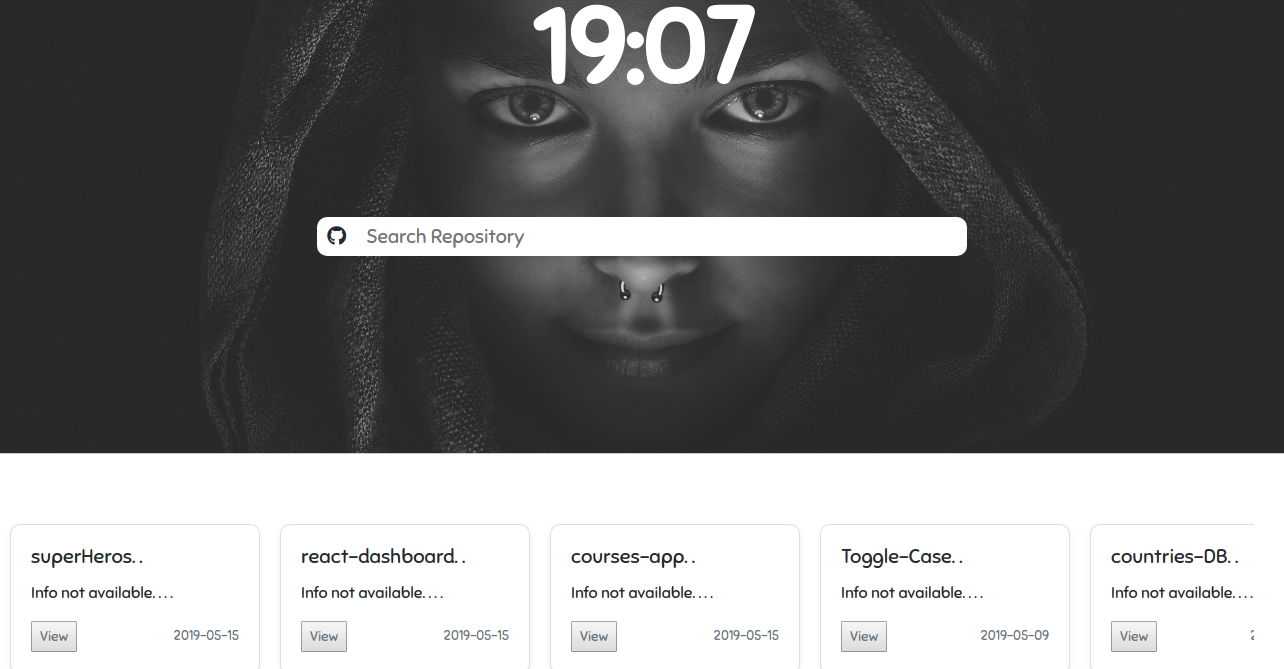 19:07
Search Repository
superHeros. .
Info not available. . . .
View 2019-05-15
react-dashboard. .
Info not available. . . .
View 2019-05-15
courses-app. .
Info not available. . . .
View 2019-05-15
Toggle-Case. .
Info not available. . . .
View 2019-05-09
countries-DB. .
Info not available. . . .
View